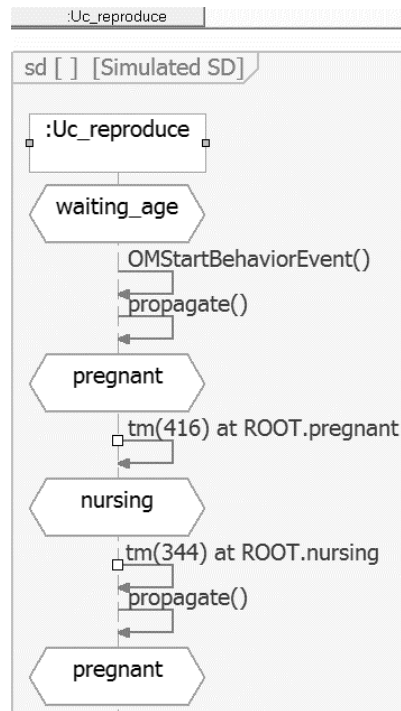 :Uc_reproduce
sd [ ] [Simulated SD]
:Uc_reproduce
waiting_age
OMStartBehaviorEvent()
propagate()
pregnant
tm(416) at ROOT.pregnant
nursing
tm(344) at ROOT.nursing
propagate()
pregnant